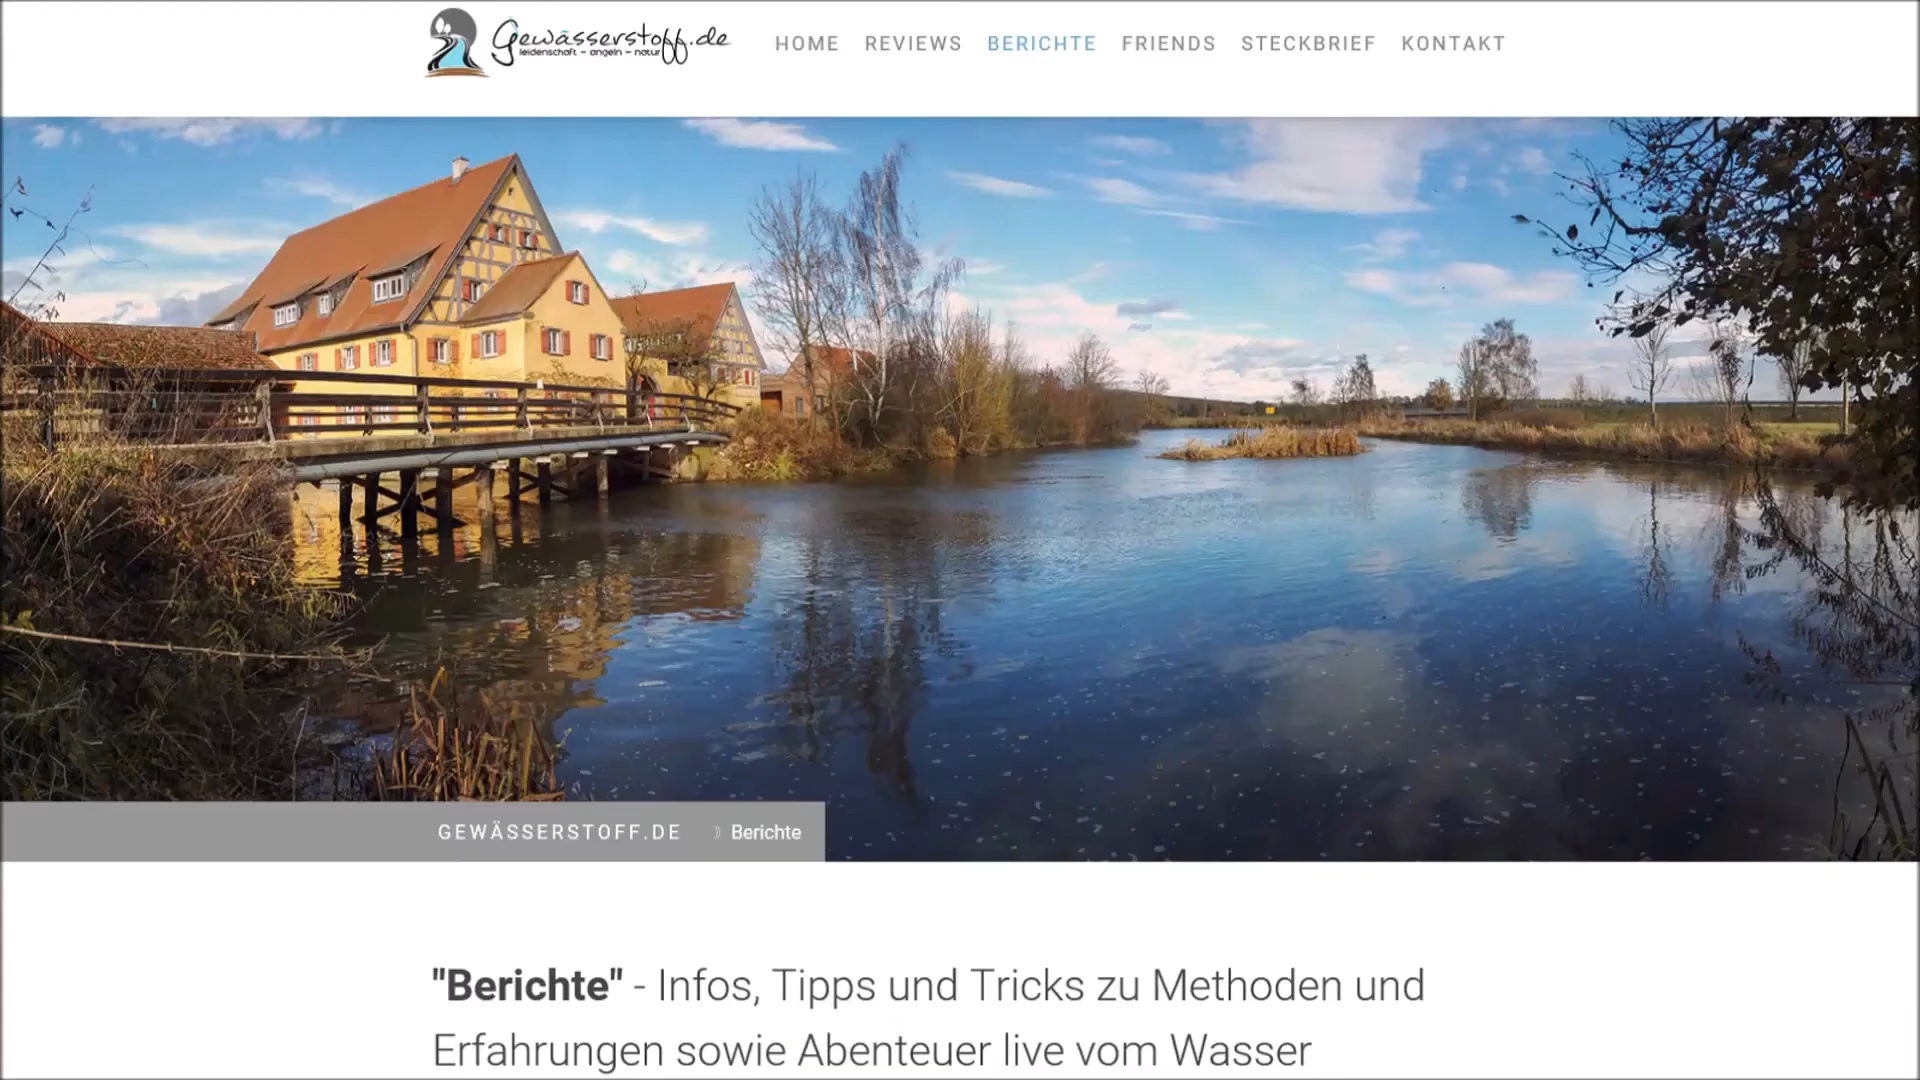 Gewässerstoff.de
leidenschaft - angeln - natur
HOME REVIEWS BERICHTE FRIENDS STECKBRIEF KONTAKT
GEWÄSSERSTOFF.DE Berichte
"Berichte" - Infos, Tipps und Tricks zu Methoden und
Erfahrungen sowie Abenteuer live vom Wasser